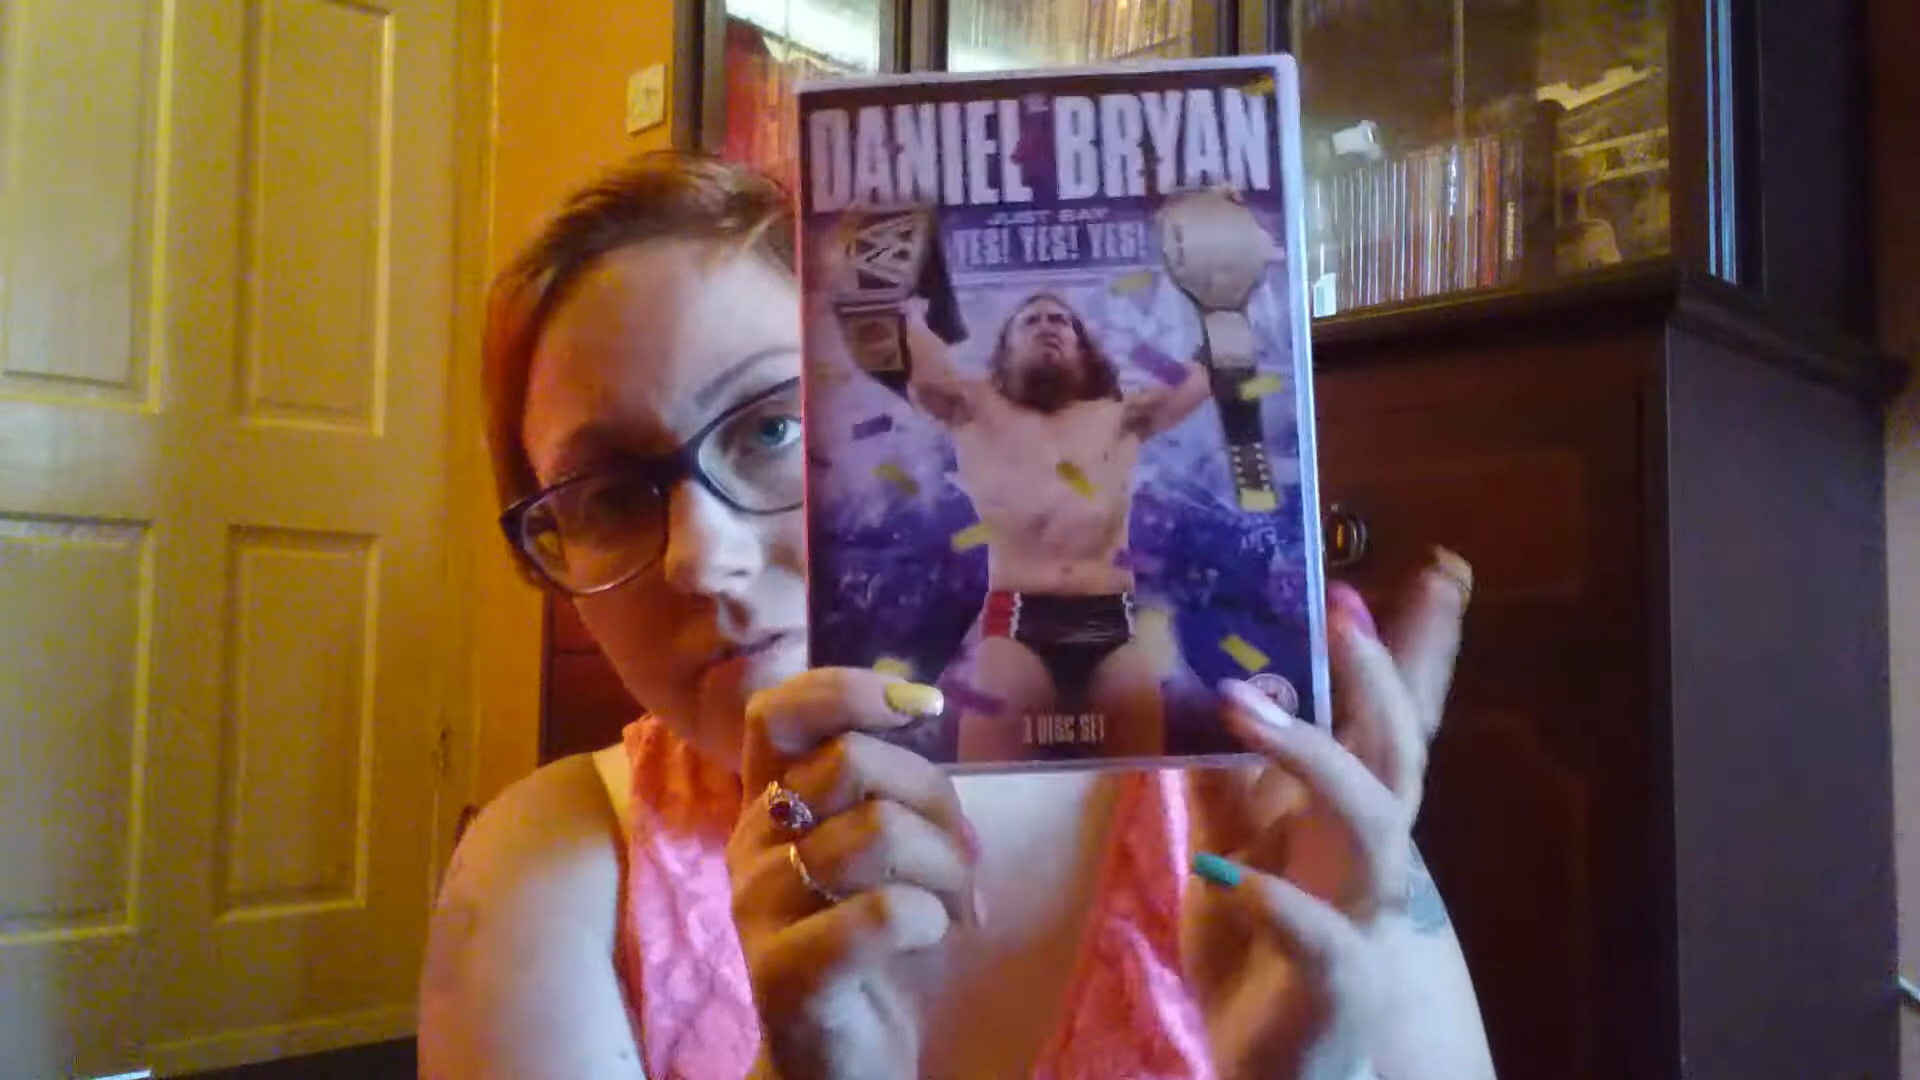 DANIEL BRYAN
JUST SAY
YES! YES! YES!
3 DISC SET